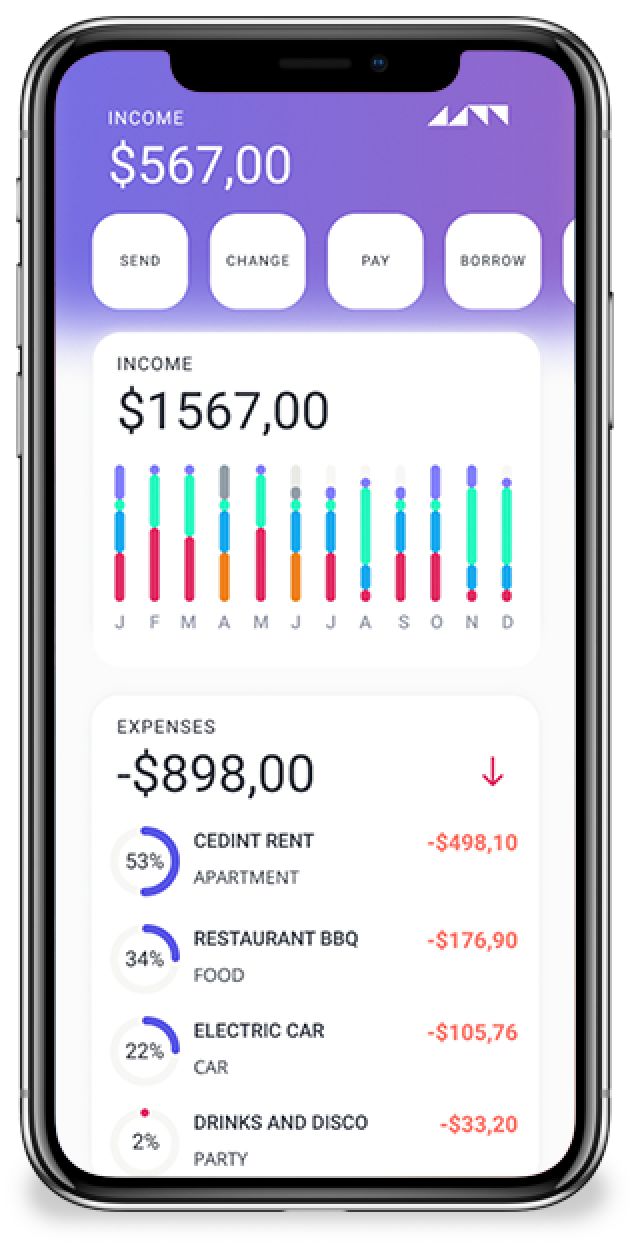 INCOME
$567,00
SEND CHANGE PAY BORROW
INCOME
$1567,00
J F M A M J J A S O N D
EXPENSES
-$898,00
53% CEDINT RENT -$498,10
APARTMENT
34% RESTAURANT BBQ -$176,90
FOOD
22% ELECTRIC CAR -$105,76
CAR
2% DRINKS AND DISCO -$33,20
PARTY